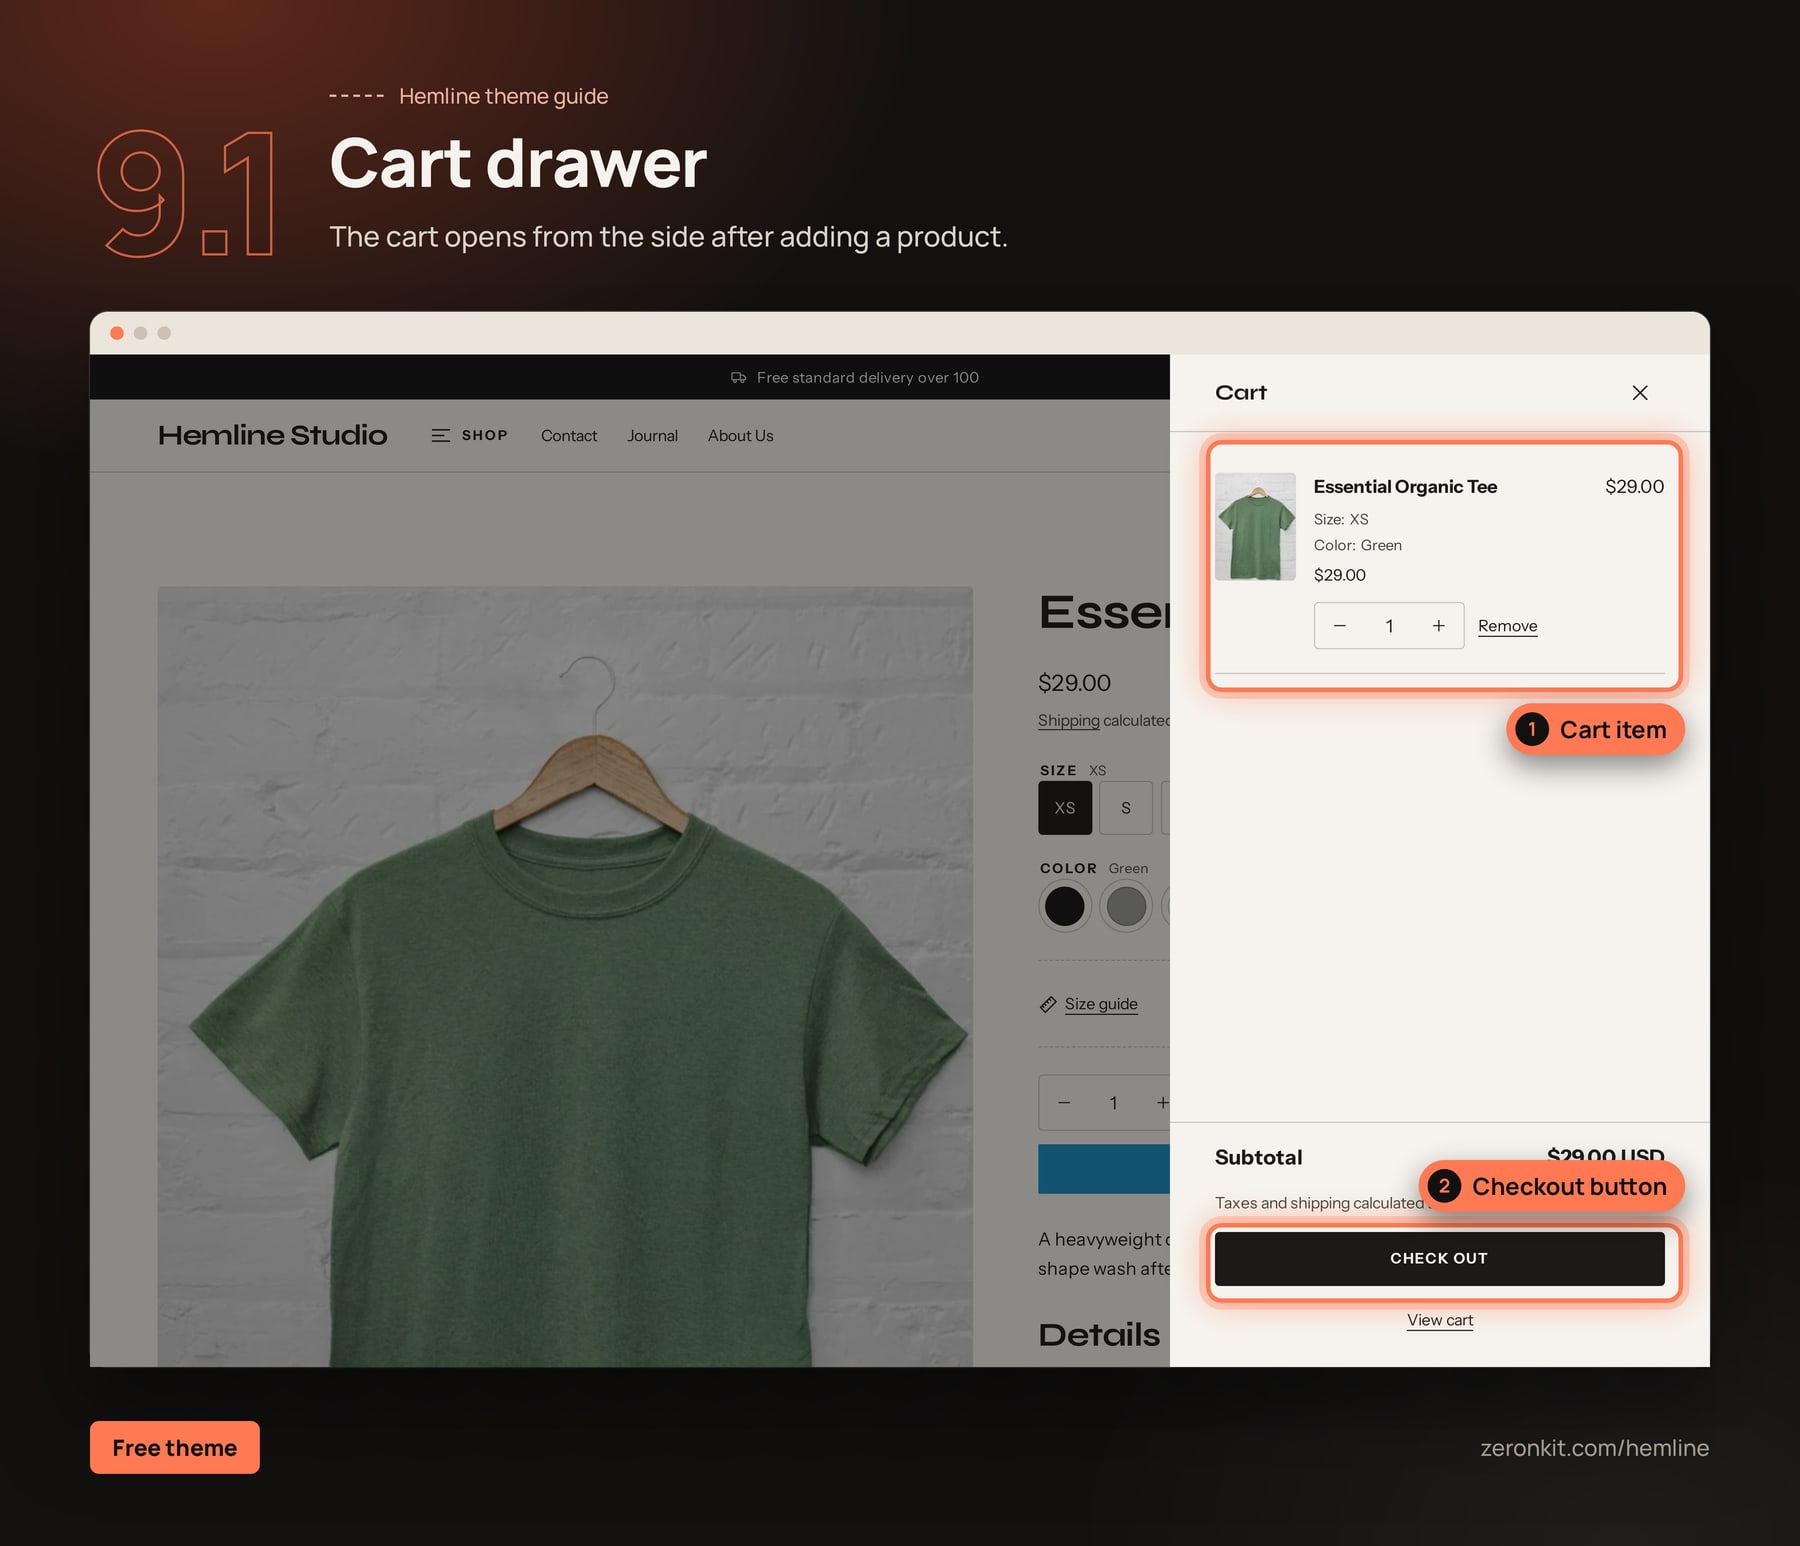 Hemline theme guide
9.1
Cart drawer
The cart opens from the side after adding a product.
Free standard delivery over 100
Hemline Studio
SHOP
Contact
Journal
About Us
$29.00
Shipping calculated
SIZE XS
XS
S
COLOR Green
Size guide
1
A heavyweight
shape wash
Details
Cart
Essential Organic Tee $29.00
Size: XS
Color: Green
$29.00
1
Remove
1 Cart item
Subtotal $29.00 USD
2 Checkout button
Taxes and shipping calculated
CHECK OUT
View cart
Free theme
zeronkit.com/hemline